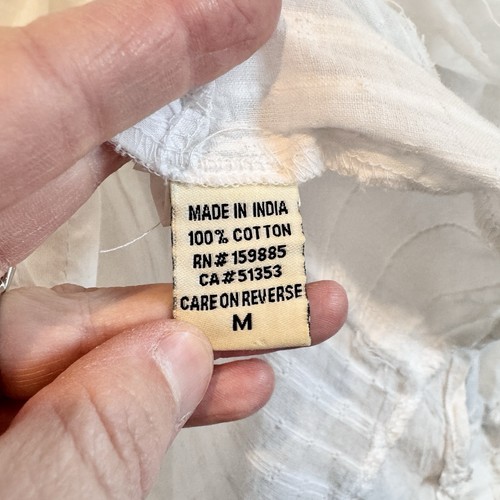 MADE IN INDIA
100% COTTON
RN#159885
CA#51353
CARE ON REVERSE
M